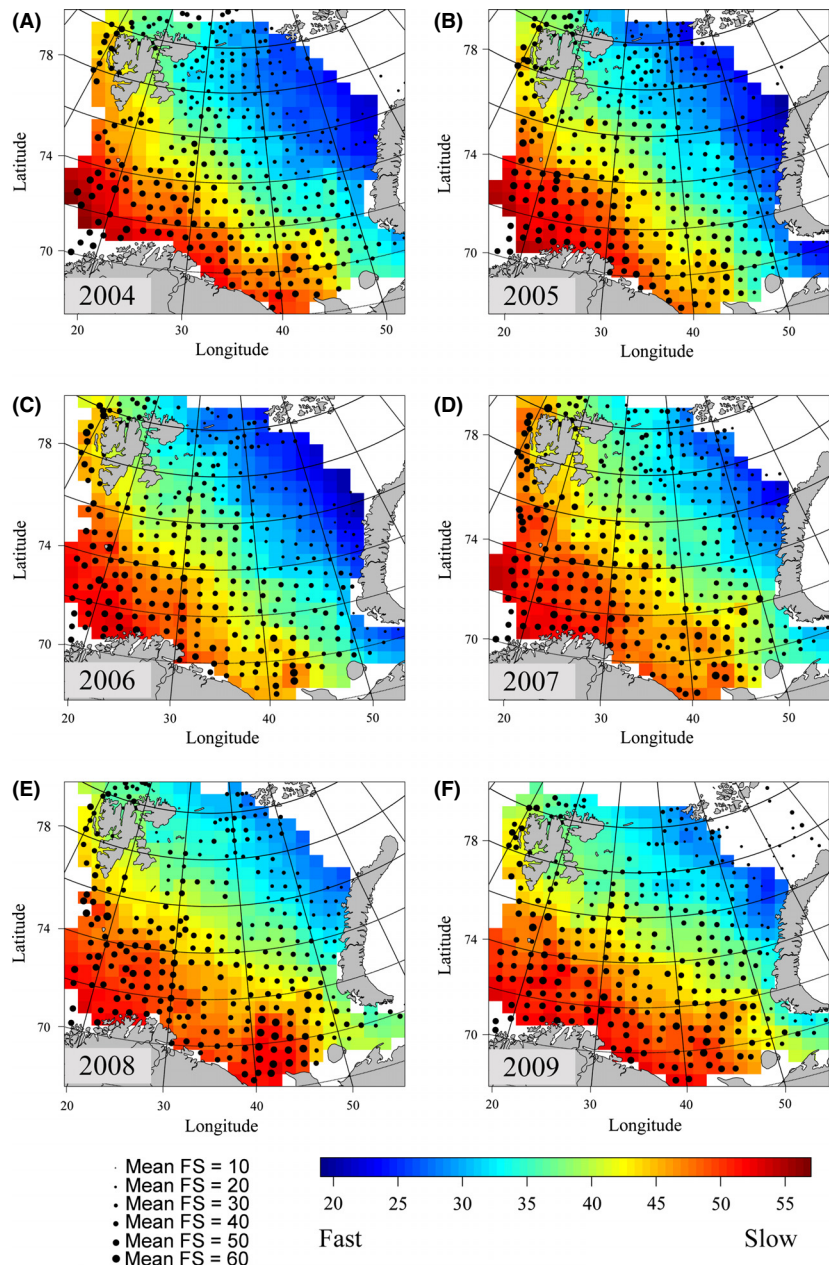 (A)
78
74
70
Latitude
2004
20
30
40
50
Longitude
(B)
78
74
70
Latitude
2005
20
30
40
50
Longitude
(C)
78
74
70
Latitude
2006
20
30
40
50
Longitude
(D)
78
74
70
Latitude
2007
20
30
40
50
Longitude
(E)
78
74
70
Latitude
2008
20
30
40
50
Longitude
(F)
78
74
70
Latitude
2009
20
30
40
50
Longitude
Mean FS = 10
Mean FS = 20
Mean FS = 30
Mean FS = 40
Mean FS = 50
Mean FS = 60
20 25 30 35 40 45 50 55
Fast Slow